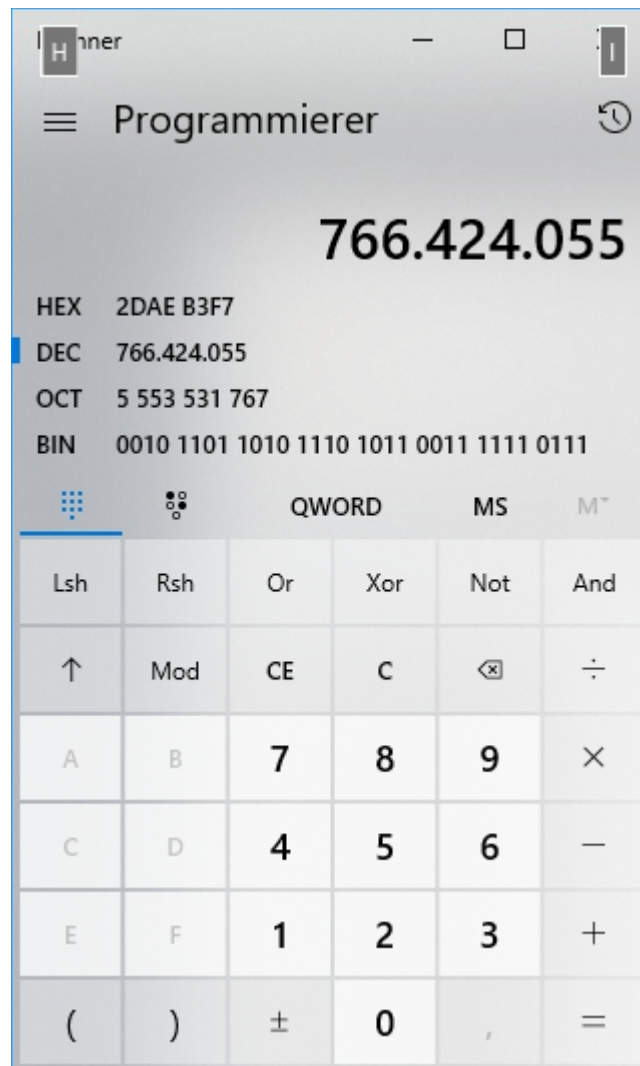 H nner I
Programmierer
766.424.055
HEX 2DAE B3F7
DEC 766.424.055
OCT 5 553 531 767
BIN 0010 1101 1010 1110 1011 0011 1111 0111
QWORD MS M
Lsh Rsh Or Xor Not And
↑ Mod CE C ÷
A B 7 8 9 ×
C D 4 5 6 −
E F 1 2 3 +
( ) ± 0 , =